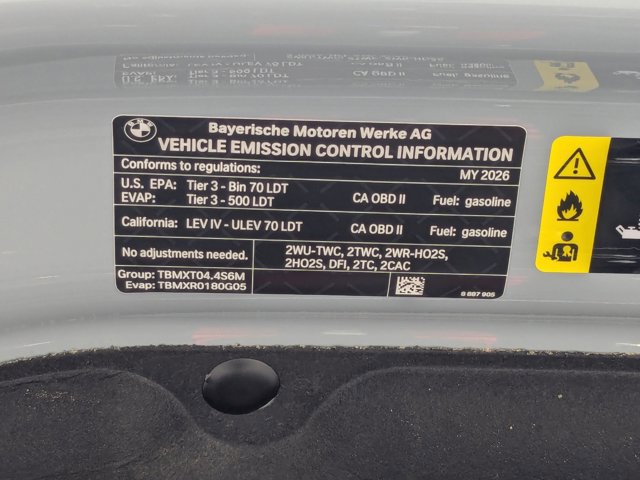 BMW
Bayerische Motoren Werke AG
VEHICLE EMISSION CONTROL INFORMATION
Conforms to regulations: MY 2026
U.S. EPA: Tier 3 - Bin 70 LDT
EVAP: Tier 3 - 500 LDT CA OBD II Fuel: gasoline
California: LEV IV - ULEV 70 LDT CA OBD II Fuel: gasoline
No adjustments needed. 2WU-TWC, 2TWC, 2WR-HO2S,
2HO2S, DFI, 2TC, 2CAC
Group: TBMXT04.4S6M
Evap: TBMXR0180G05
8 887 905